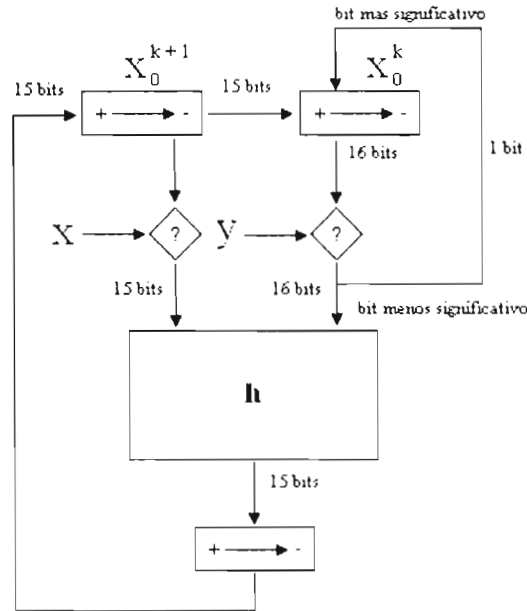 bit mas significativo
X₀ᵏ⁺¹
X₀ᵏ
15 bits
15 bits
+ -
+ -
16 bits
1 bit
X
?
y
?
15 bits
16 bits
bit menos significativo
h
15 bits
+ -